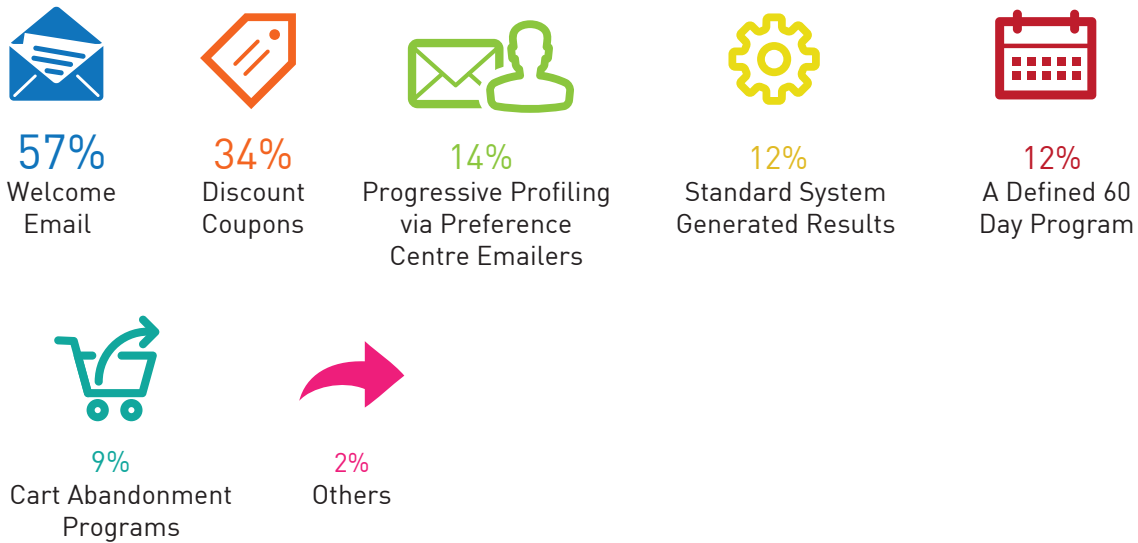 57%
Welcome
Email
34%
Discount
Coupons
14%
Progressive Profiling
via Preference
Centre Emailers
12%
Standard System
Generated Results
12%
A Defined 60
Day Program
9%
Cart Abandonment
Programs
2%
Others